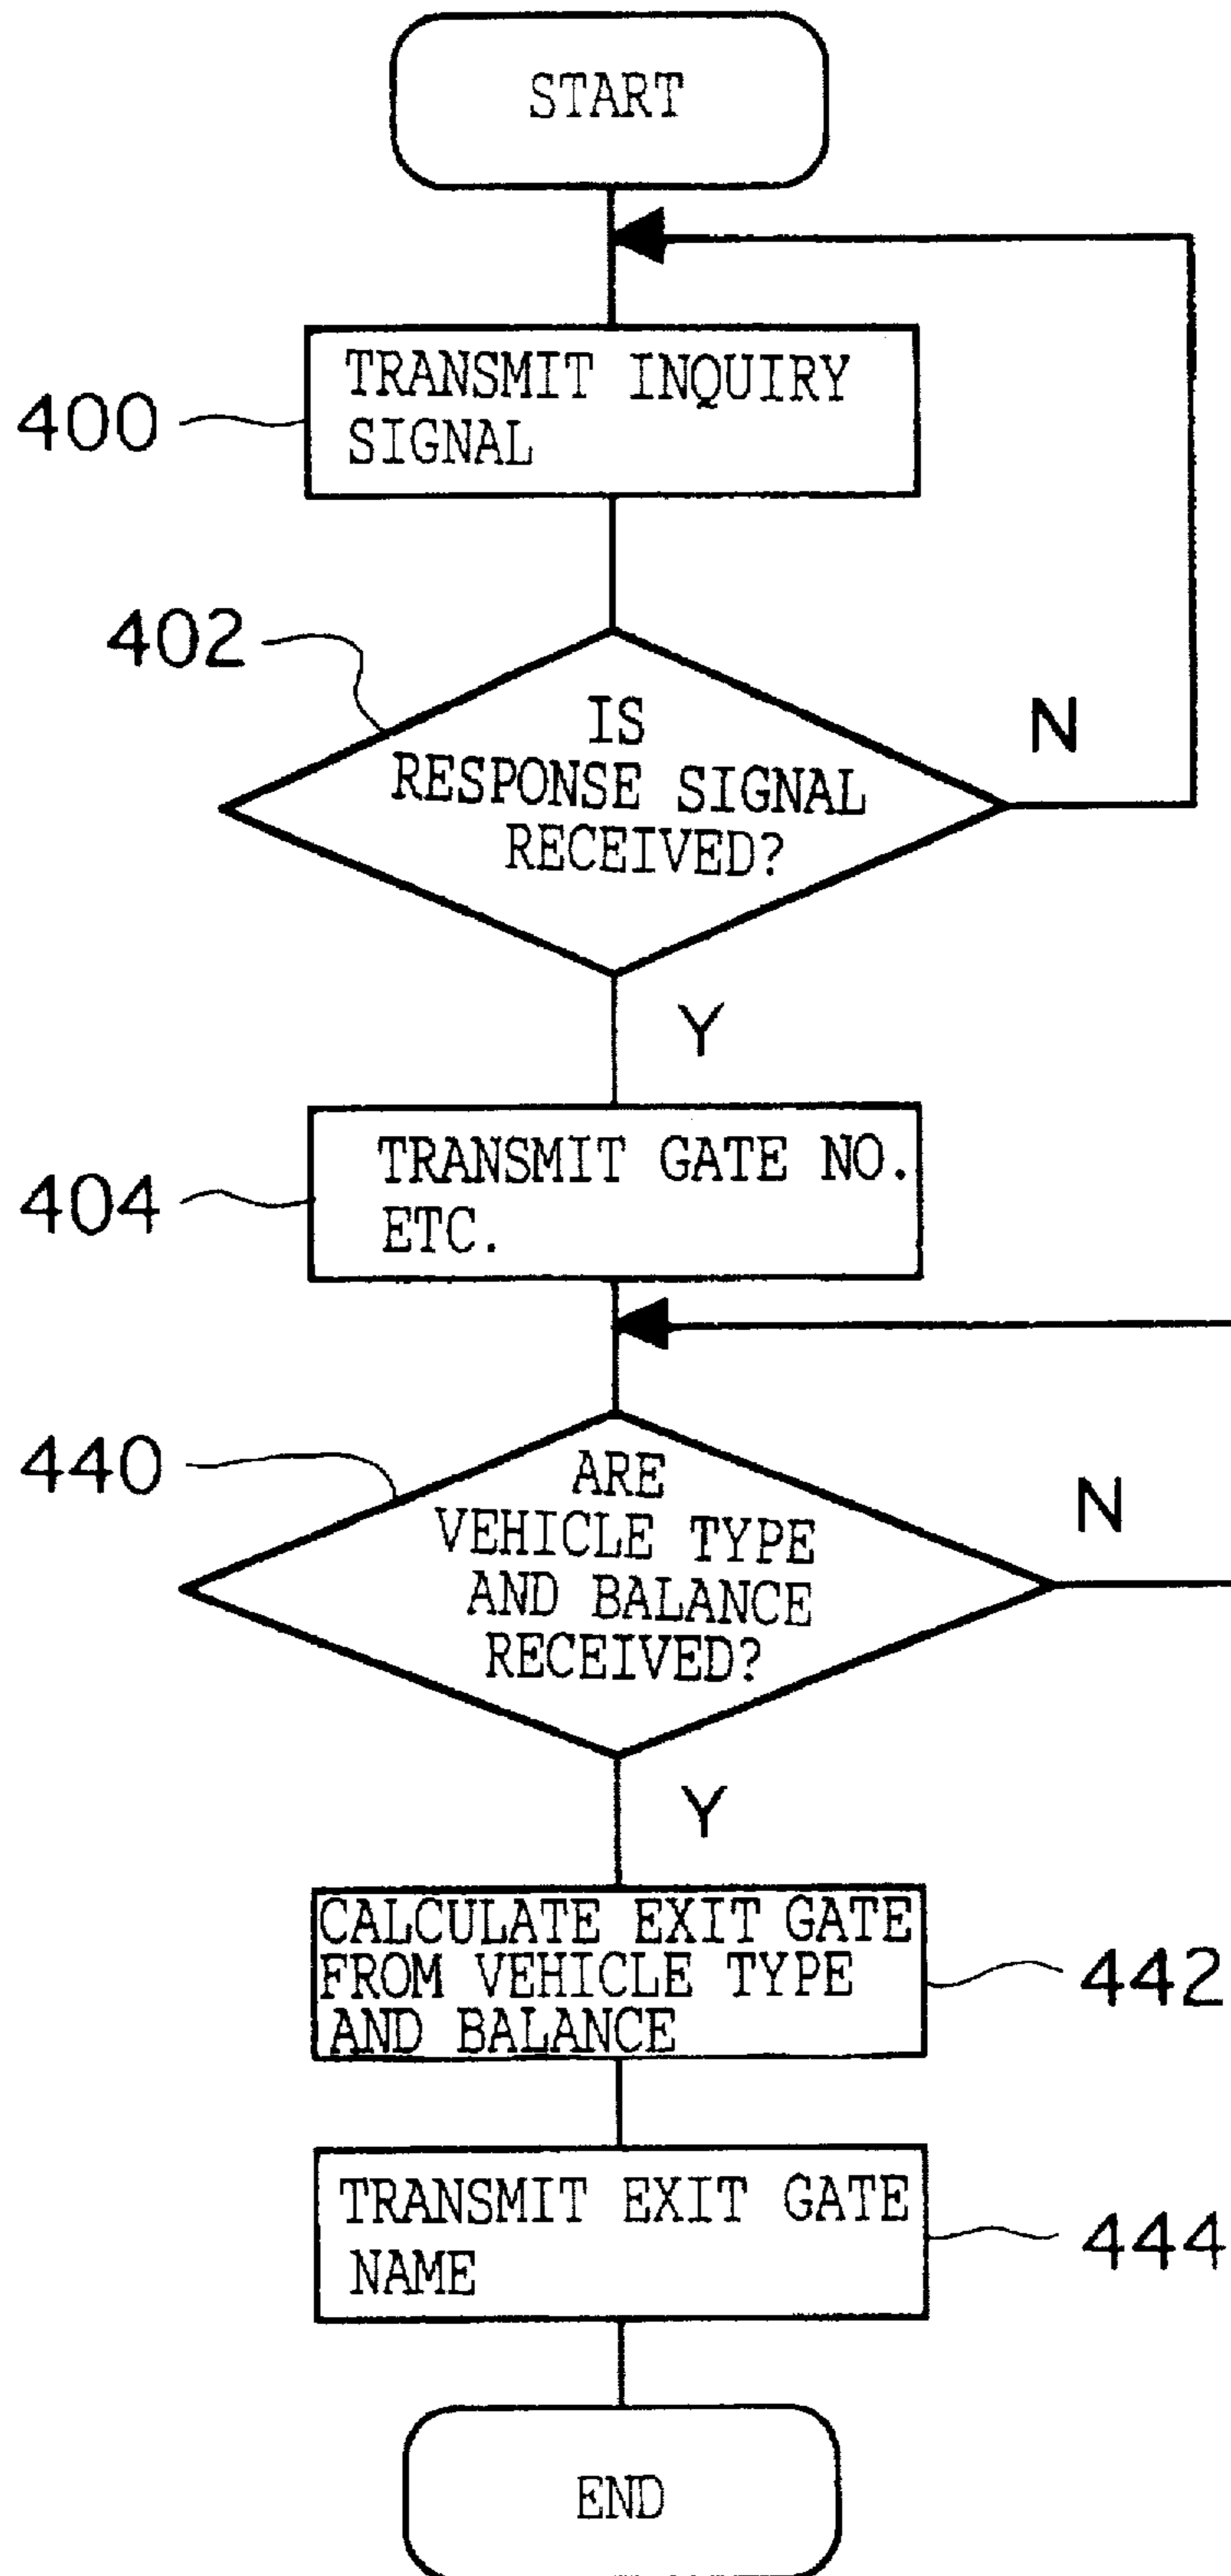 START
TRANSMIT INQUIRY
SIGNAL
400
402
IS
RESPONSE SIGNAL
RECEIVED?
N
Y
TRANSMIT GATE NO.
ETC.
404
440
ARE
VEHICLE TYPE
AND BALANCE
RECEIVED?
N
Y
CALCULATE EXIT GATE
FROM VEHICLE TYPE
AND BALANCE
442
TRANSMIT EXIT GATE
NAME
444
END